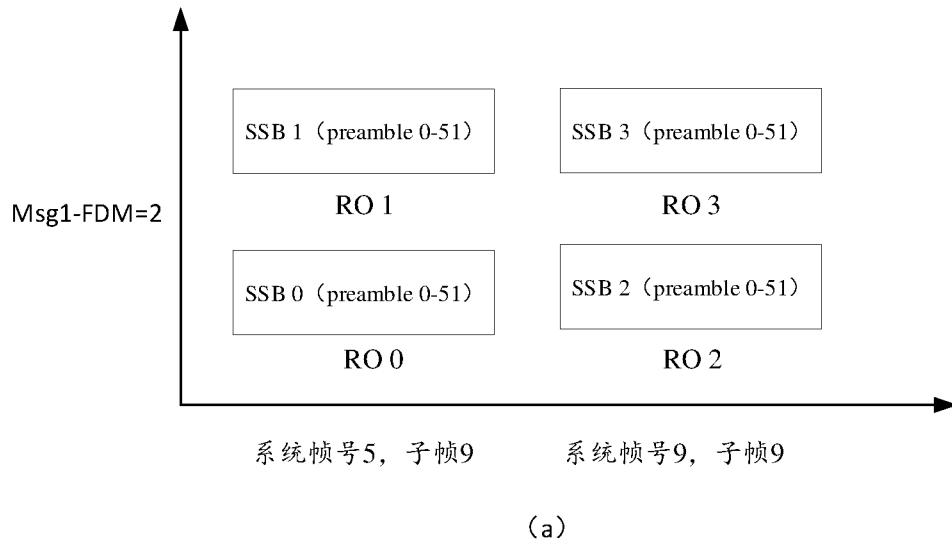 SSB 1（preamble 0-51）
SSB 3（preamble 0-51）
RO 1
RO 3
Msg1-FDM=2
SSB 0（preamble 0-51）
SSB 2（preamble 0-51）
RO 0
RO 2
系统帧号5，子帧9
系统帧号9，子帧9
（a）